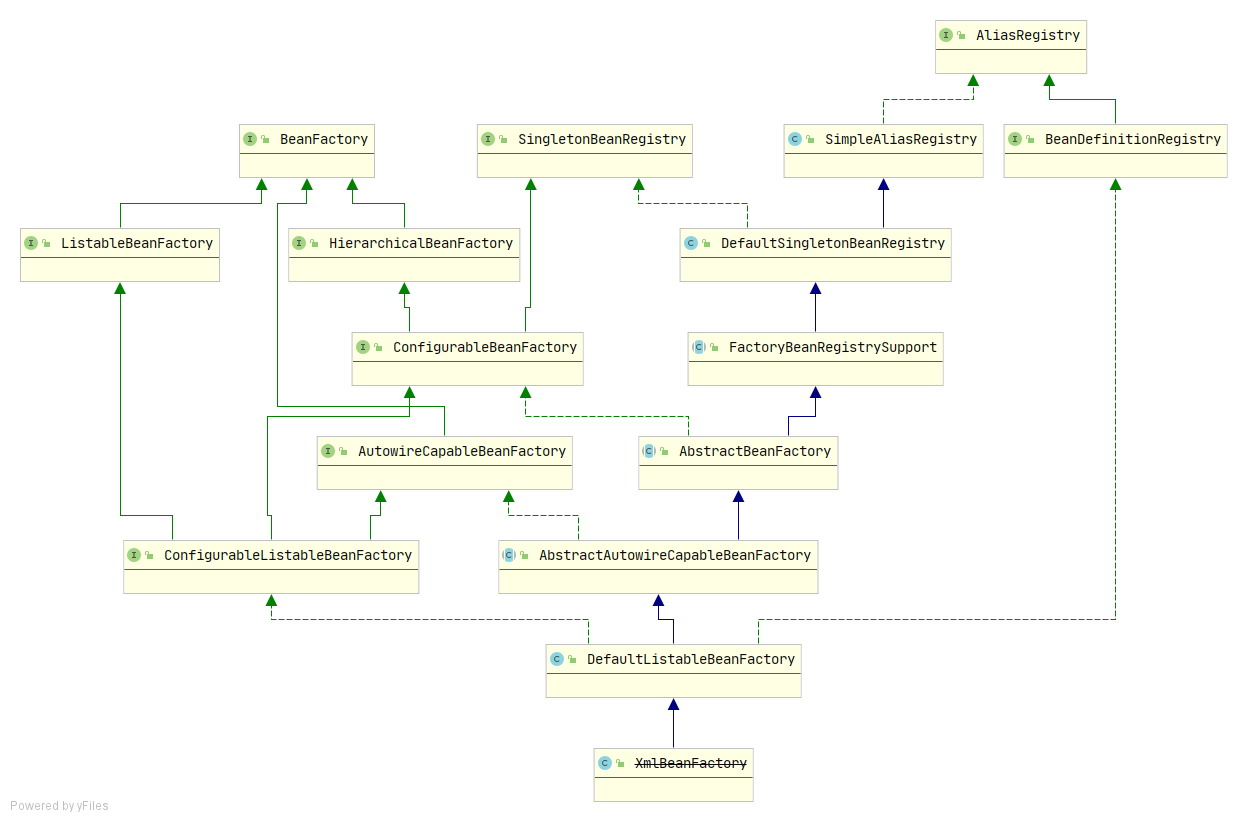 AliasRegistry
BeanFactory
SingletonBeanRegistry
SimpleAliasRegistry
BeanDefinitionRegistry
ListableBeanFactory
HierarchicalBeanFactory
DefaultSingletonBeanRegistry
ConfigurableBeanFactory
FactoryBeanRegistrySupport
AutowireCapableBeanFactory
AbstractBeanFactory
ConfigurableListableBeanFactory
AbstractAutowireCapableBeanFactory
DefaultListableBeanFactory
XmlBeanFactory
Powered by yFiles